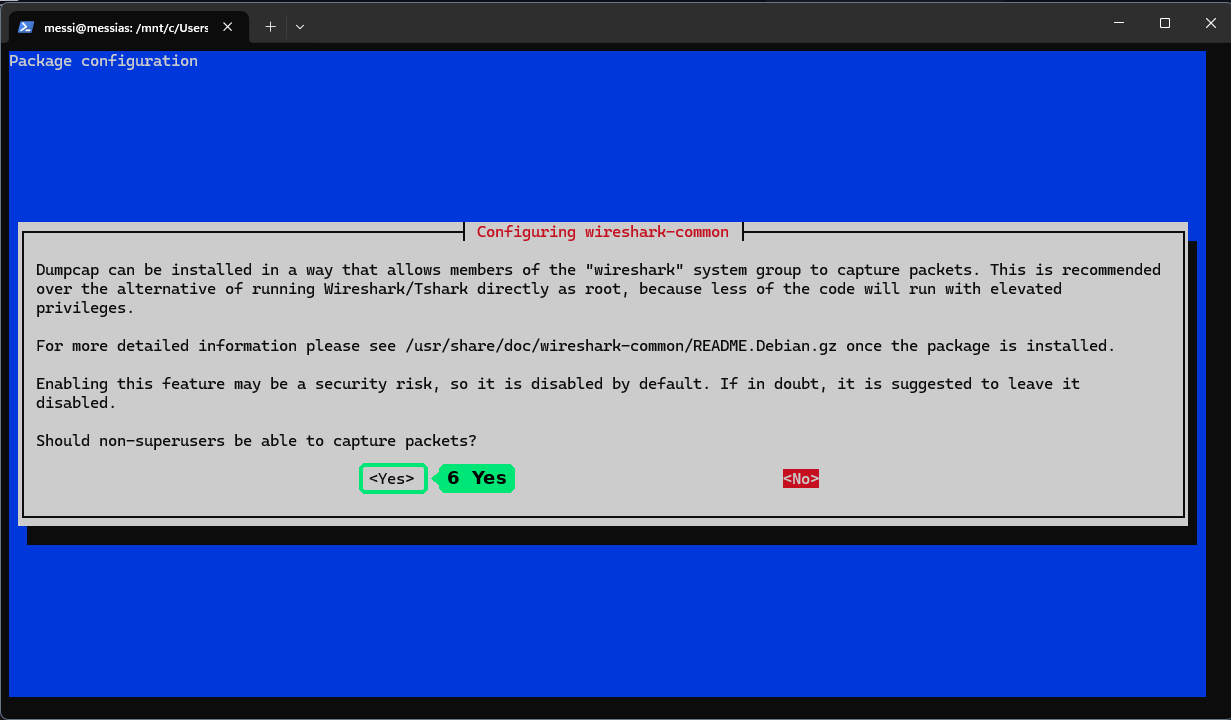 messi@messias: /mnt/c/Users
Package configuration
Configuring wireshark-common
Dumpcap can be installed in a way that allows members of the "wireshark" system group to capture packets. This is recommended
over the alternative of running Wireshark/Tshark directly as root, because less of the code will run with elevated
privileges.
For more detailed information please see /usr/share/doc/wireshark-common/README.Debian.gz once the package is installed.
Enabling this feature may be a security risk, so it is disabled by default. If in doubt, it is suggested to leave it
disabled.
Should non-superusers be able to capture packets?
<Yes> 6 Yes <No>